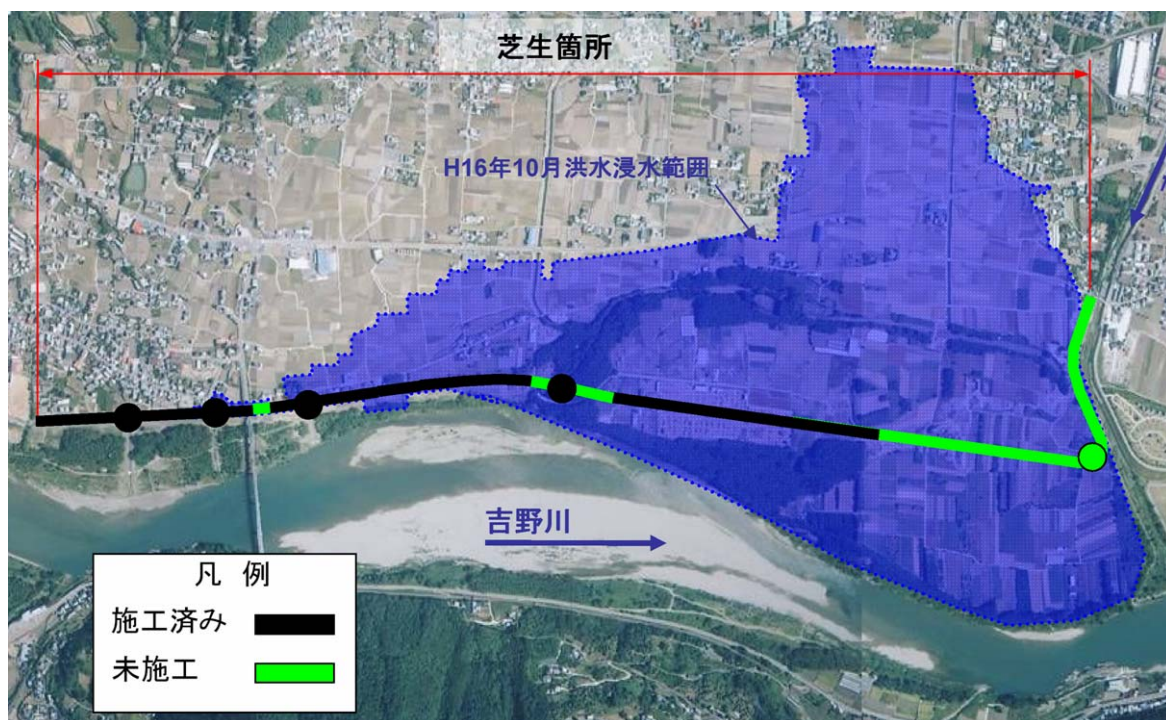 芝生箇所
H16年10月洪水浸水範囲
吉野川
凡 例
施工済み
未施工